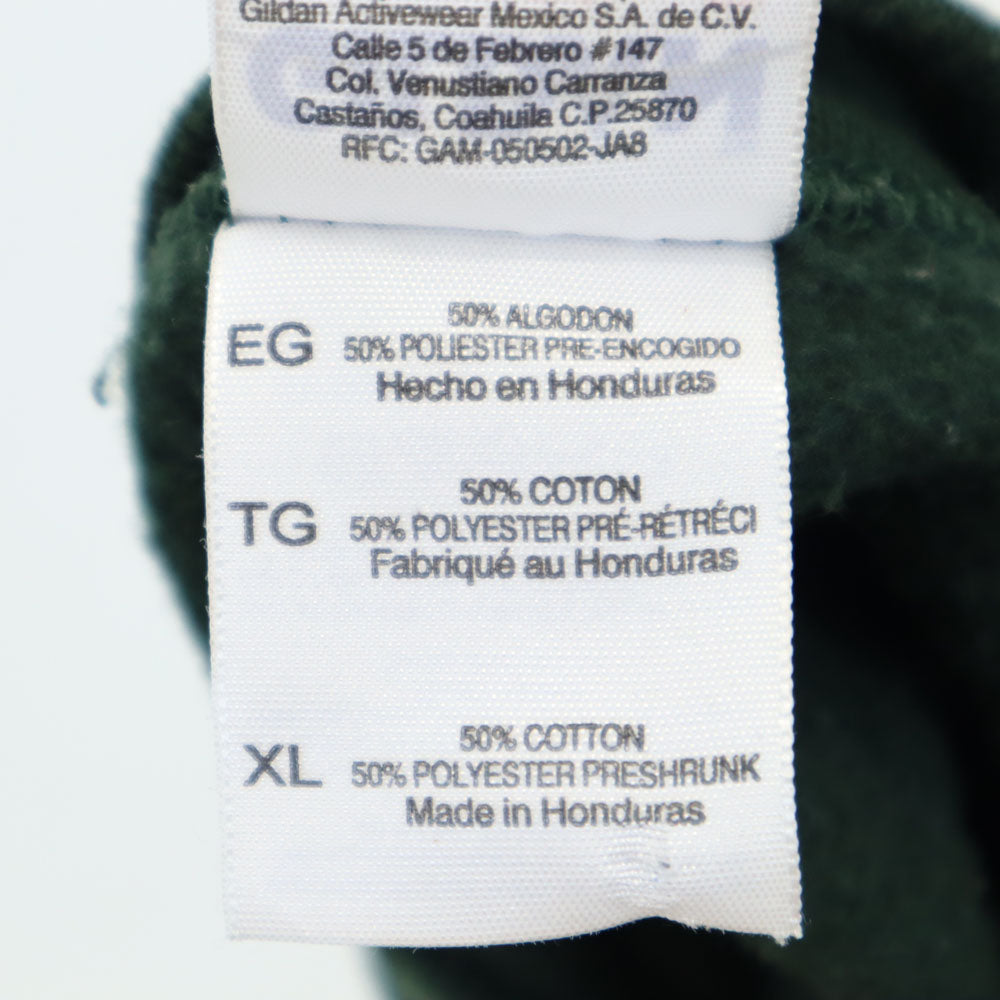 Gildan Activewear Mexico S.A. de C.V.
Calle 5 de Febrero #147
Col. Venustiano Carranza
Castaños, Coahuila C.P.25870
RFC: GAM-050502-JA8
EG
50% ALGODON
50% POLIESTER PRE-ENCOGIDO
Hecho en Honduras
TG
50% COTON
50% POLYESTER PRÉ-RÉTRÉCI
Fabriqué au Honduras
XL
50% COTTON
50% POLYESTER PRESHRUNK
Made in Honduras